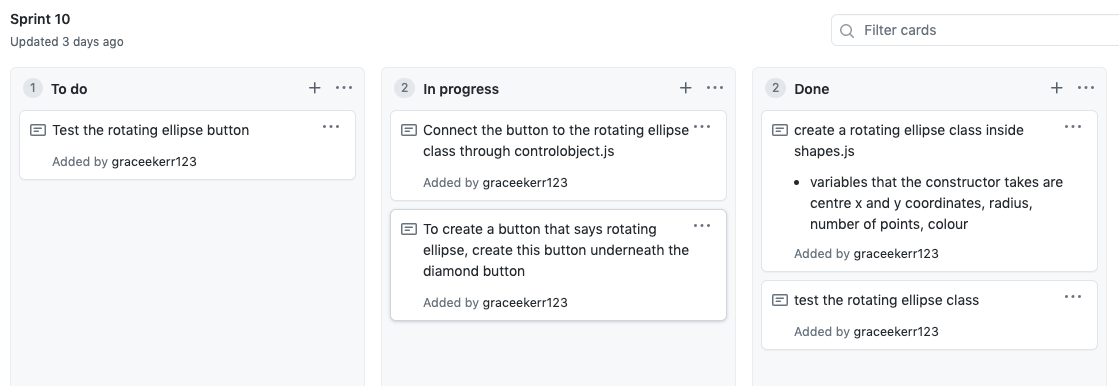 Sprint 10
Updated 3 days ago
Filter cards
1 To do
Test the rotating ellipse button
Added by graceekerr123
2 In progress
Connect the button to the rotating ellipse
class through controlobject.js
Added by graceekerr123
To create a button that says rotating
ellipse, create this button underneath the
diamond button
Added by graceekerr123
2 Done
create a rotating ellipse class inside
shapes.js
• variables that the constructor takes are
centre x and y coordinates, radius,
number of points, colour
Added by graceekerr123
test the rotating ellipse class
Added by graceekerr123